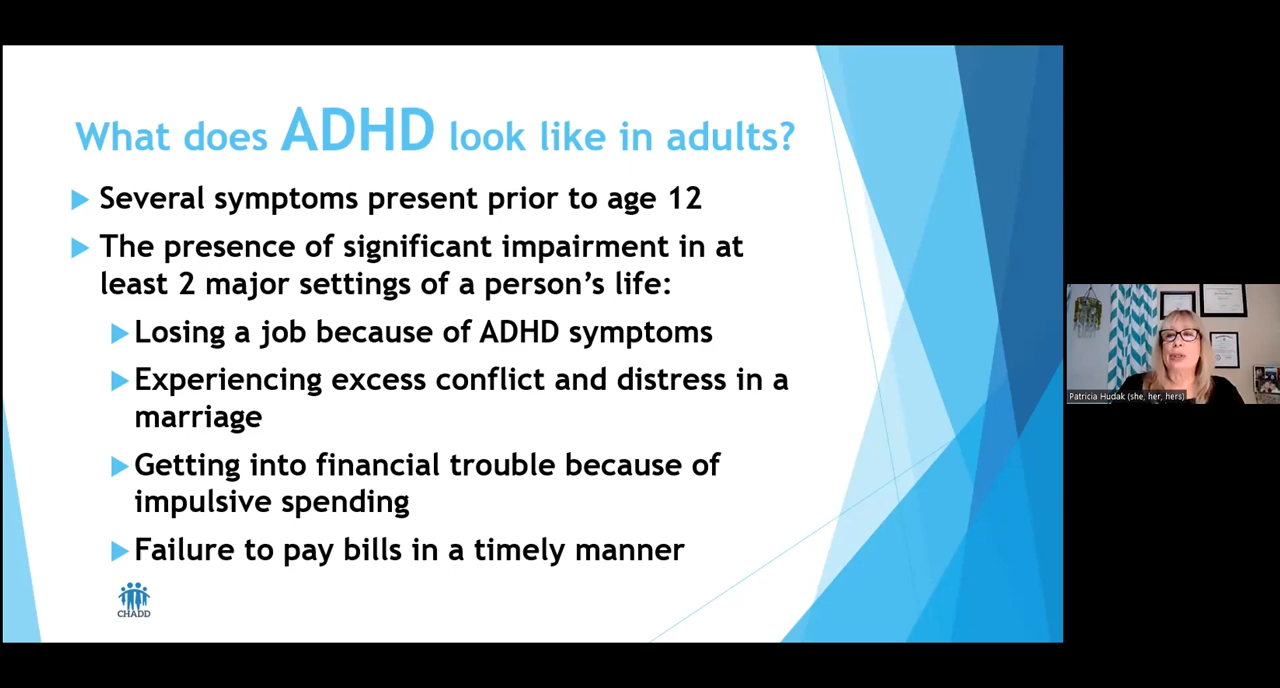 What does ADHD look like in adults?
Several symptoms present prior to age 12
The presence of significant impairment in at
least 2 major settings of a person’s life:
Losing a job because of ADHD symptoms
Experiencing excess conflict and distress in a
marriage
Getting into financial trouble because of
impulsive spending
Failure to pay bills in a timely manner
CHADD
Patricia Hudak (she, her, hers)